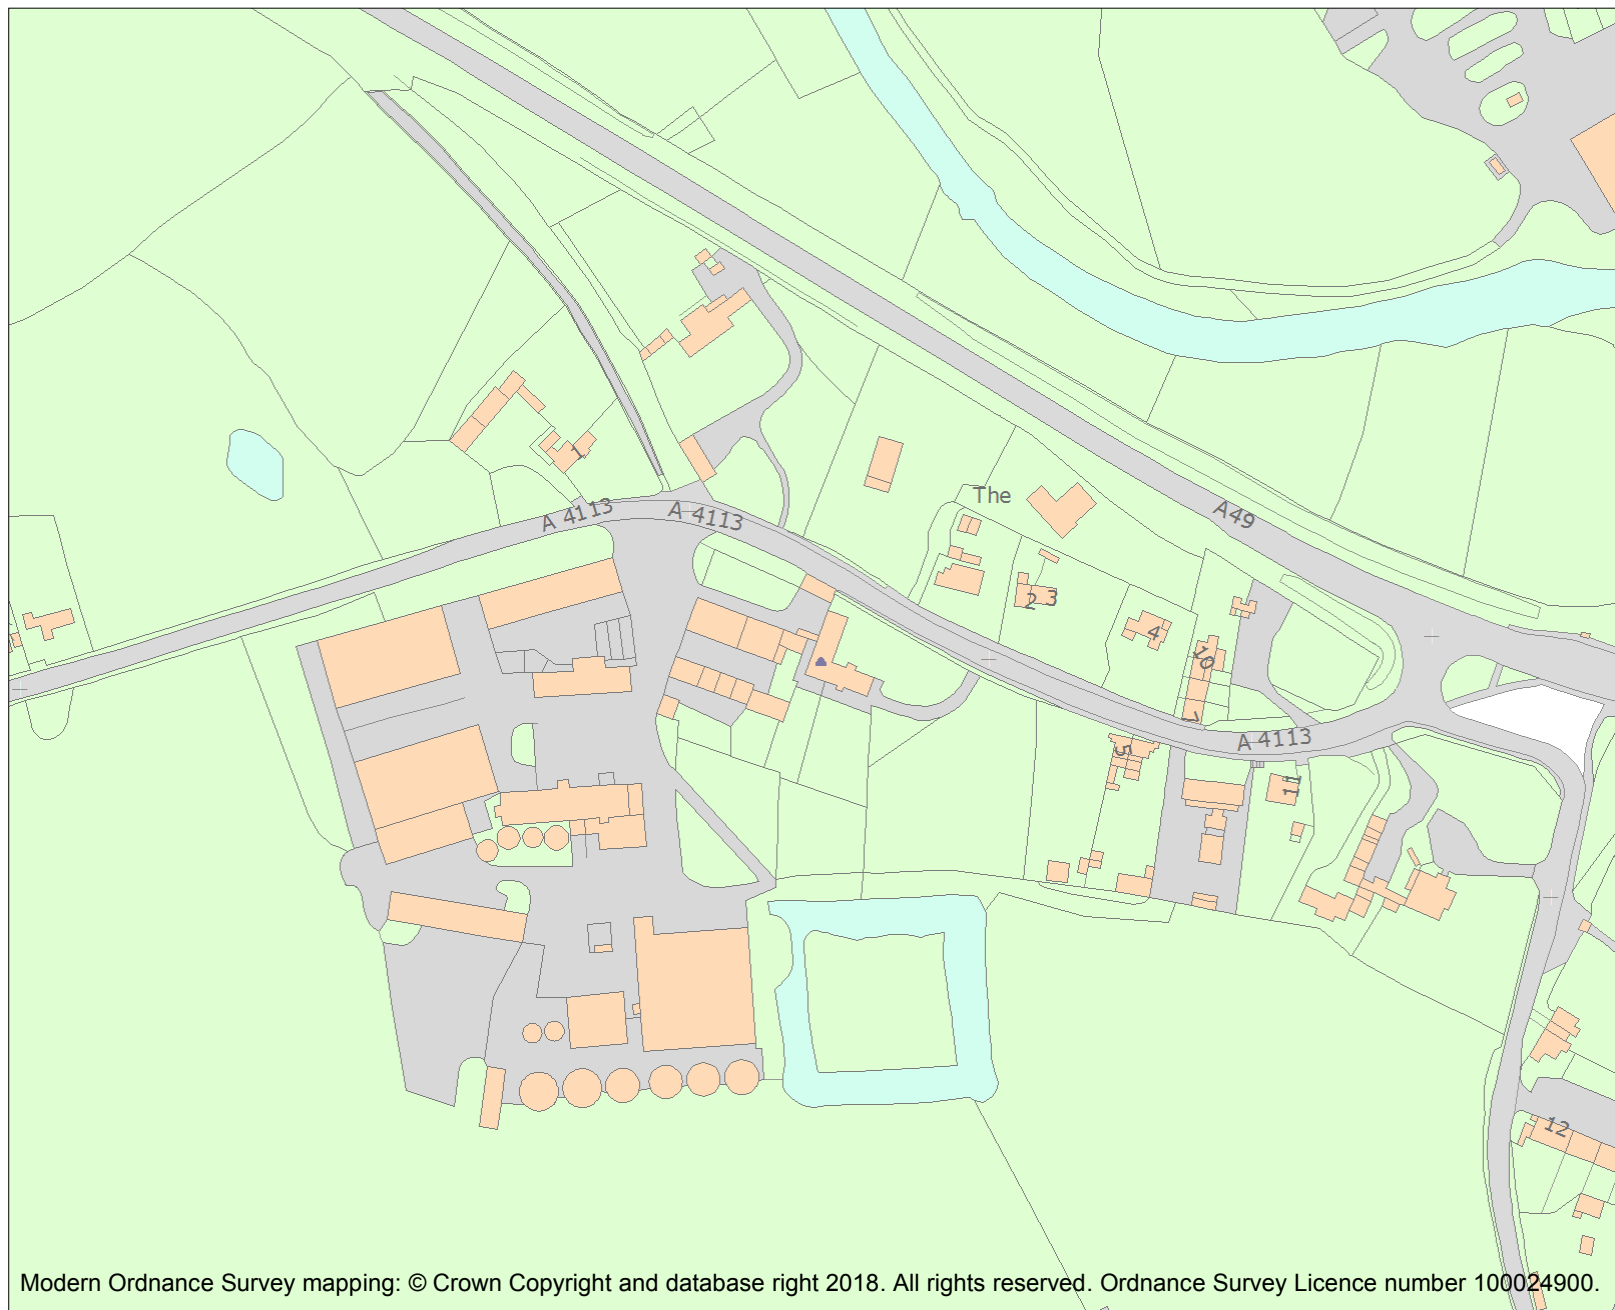 1
A 4113
A 4113
The
A49
2
3
4
10
7
A 4113
5
11
12
Modern Ordnance Survey mapping: © Crown Copyright and database right 2018. All rights reserved. Ordnance Survey Licence number 100024900.